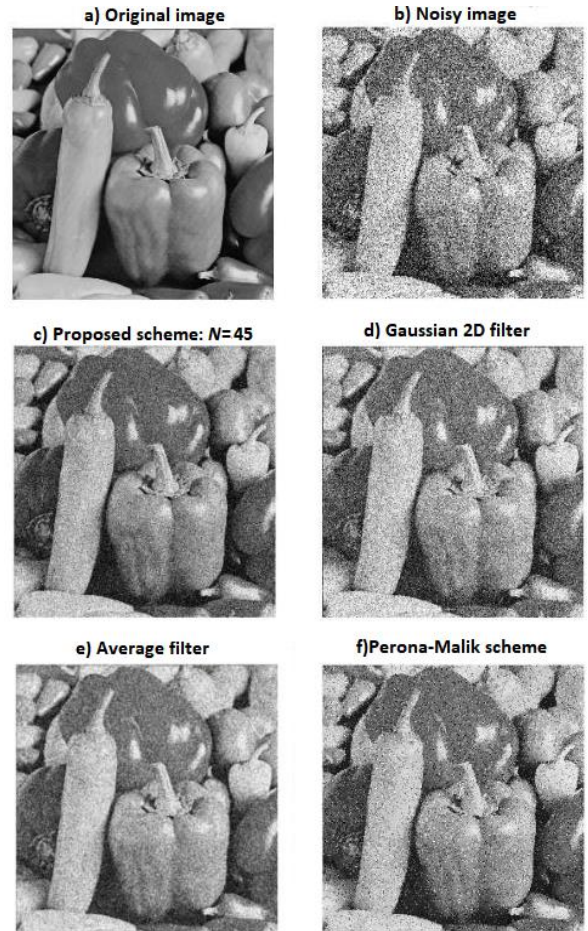 a) Original image
b) Noisy image
c) Proposed scheme: N=45
d) Gaussian 2D filter
e) Average filter
f)Perona-Malik scheme